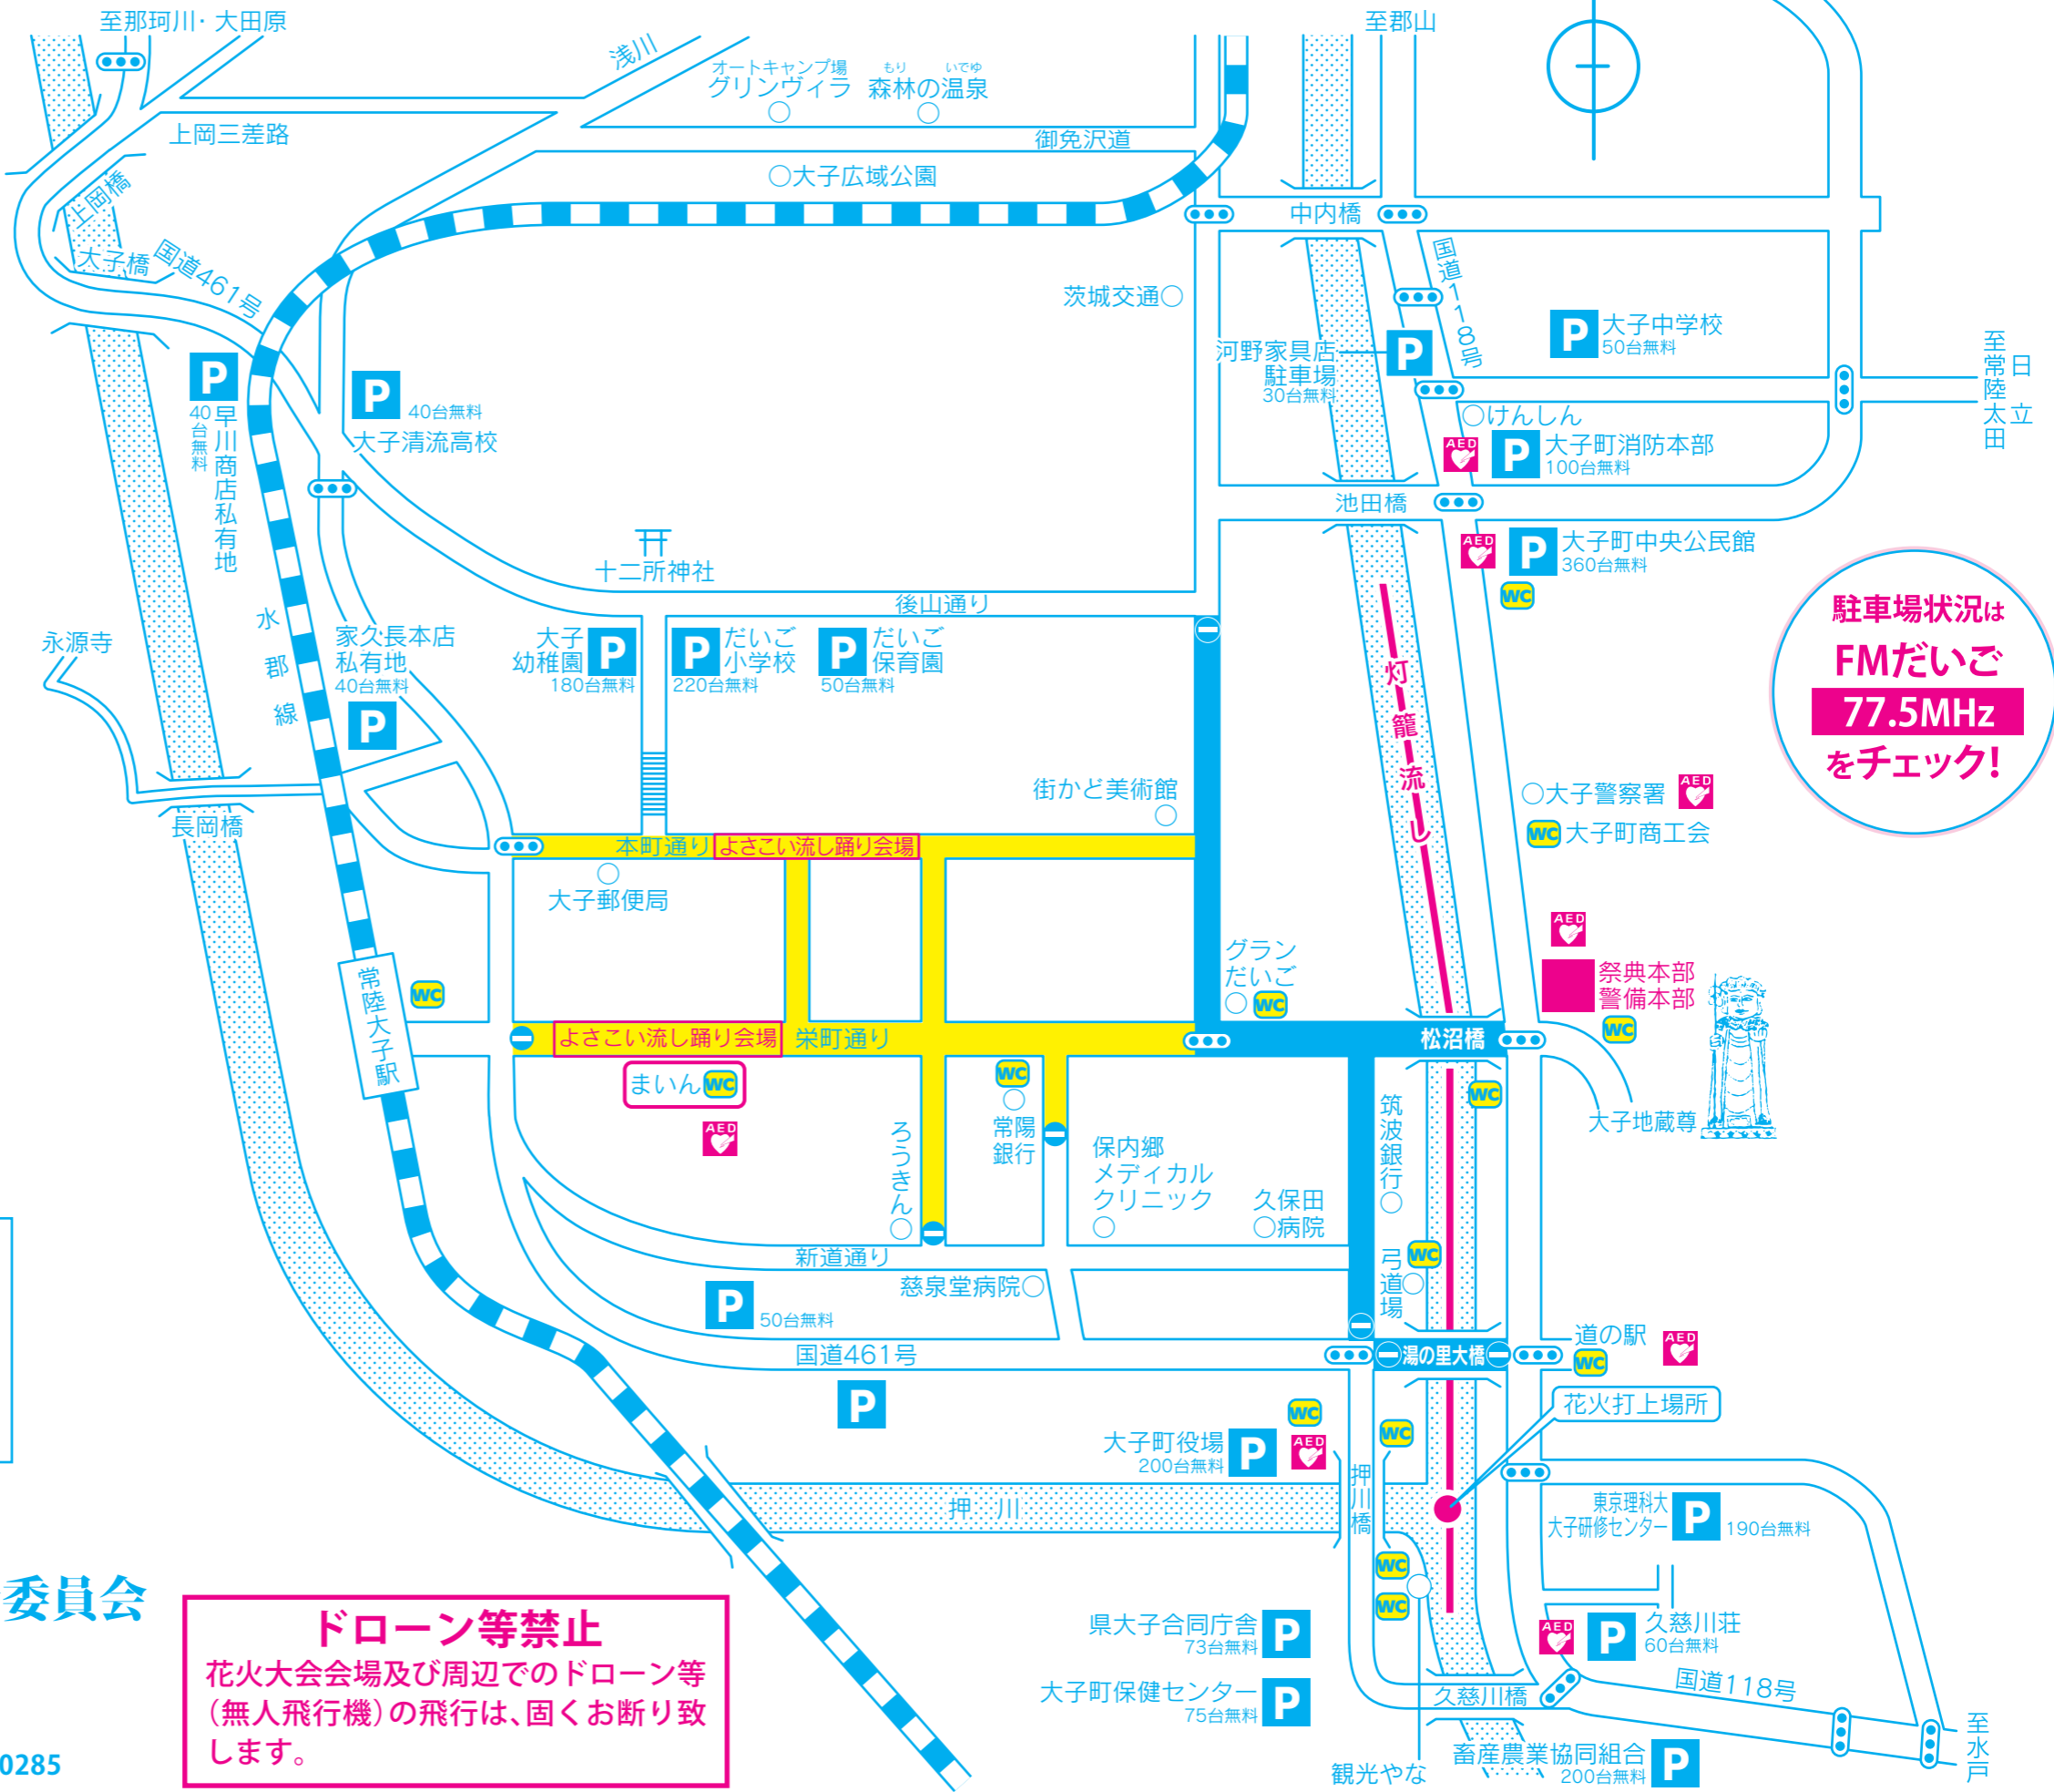 至那珂川・大田原
浅川
オートキャンプ場
グリンヴィラ
もり いでゆ
森林の温泉
至郡山
上岡三差路
御免沢道
○大子広域公園
上岡橋
大子橋
国道461号
中内橋
国道118号
茨城交通○
河野家具店
駐車場
30台無料
P
P
大子中学校
50台無料
至常陸太田
日立
P
40台無料
早川商店私有地
P
40台無料
大子清流高校
○けんしん
AED
P
大子町消防本部
100台無料
池田橋
十二所神社
AED
P
大子町中央公民館
360台無料
WC
後山通り
駐車場状況は
FMだいご
77.5MHz
をチェック!
水郡線
永源寺
家久長本店
私有地
40台無料
P
大子
幼稚園
P
180台無料
P
だいご
小学校
220台無料
P
だいご
保育園
50台無料
灯籠流し
街かど美術館
○大子警察署
AED
WC
大子町商工会
長岡橋
本町通り
よさこい流し踊り会場
大子郵便局
AED
グラン
だいご
WC
祭典本部
警備本部
WC
常陸大子駅
WC
よさこい流し踊り会場
栄町通り
松沼橋
まいん
WC
AED
WC
常陽
銀行
WC
筑波銀行○
大子地蔵尊
ろうきん○
保内郷
メディカル
クリニック
久保田
○病院
新道通り
慈泉堂病院○
WC
弓道場
P
50台無料
国道461号
湯の里大橋
道の駅
WC
AED
P
花火打上場所
WC
大子町役場
200台無料
P
AED
WC
押川
押川橋
東京理科大
大子研修センター
P
190台無料
委員会
ドローン等禁止
花火大会会場及び周辺でのドローン等
(無人飛行機)の飛行は、固くお断り致
します。
WC
WC
県大子合同庁舎
73台無料
P
AED
P
久慈川荘
60台無料
大子町保健センター
75台無料
P
久慈川橋
国道118号
0285
観光やな
畜産農業協同組合
200台無料
P
至水戸